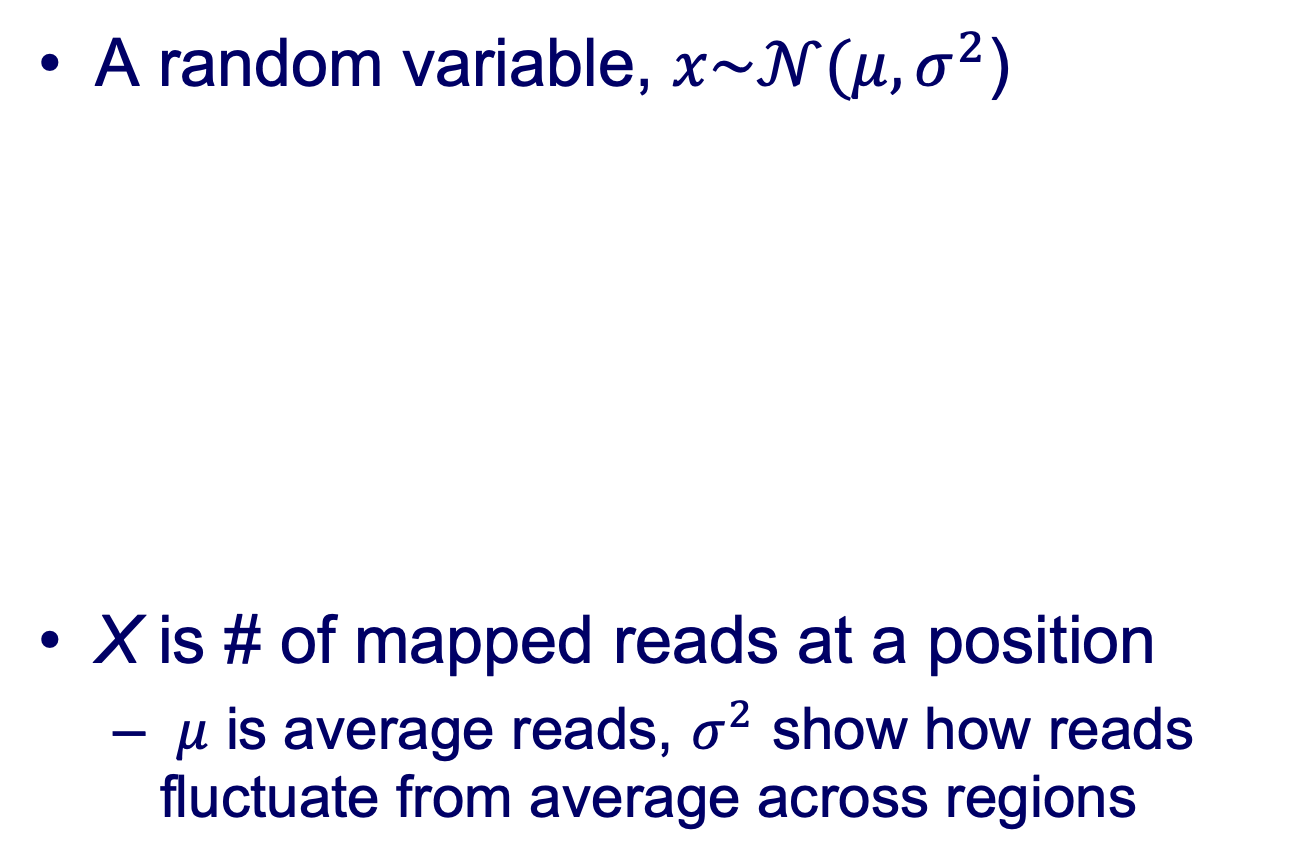 • A random variable, 𝑥~𝒩(𝜇, 𝜎²)
• X is # of mapped reads at a position
– 𝜇 is average reads, 𝜎² show how reads
fluctuate from average across regions